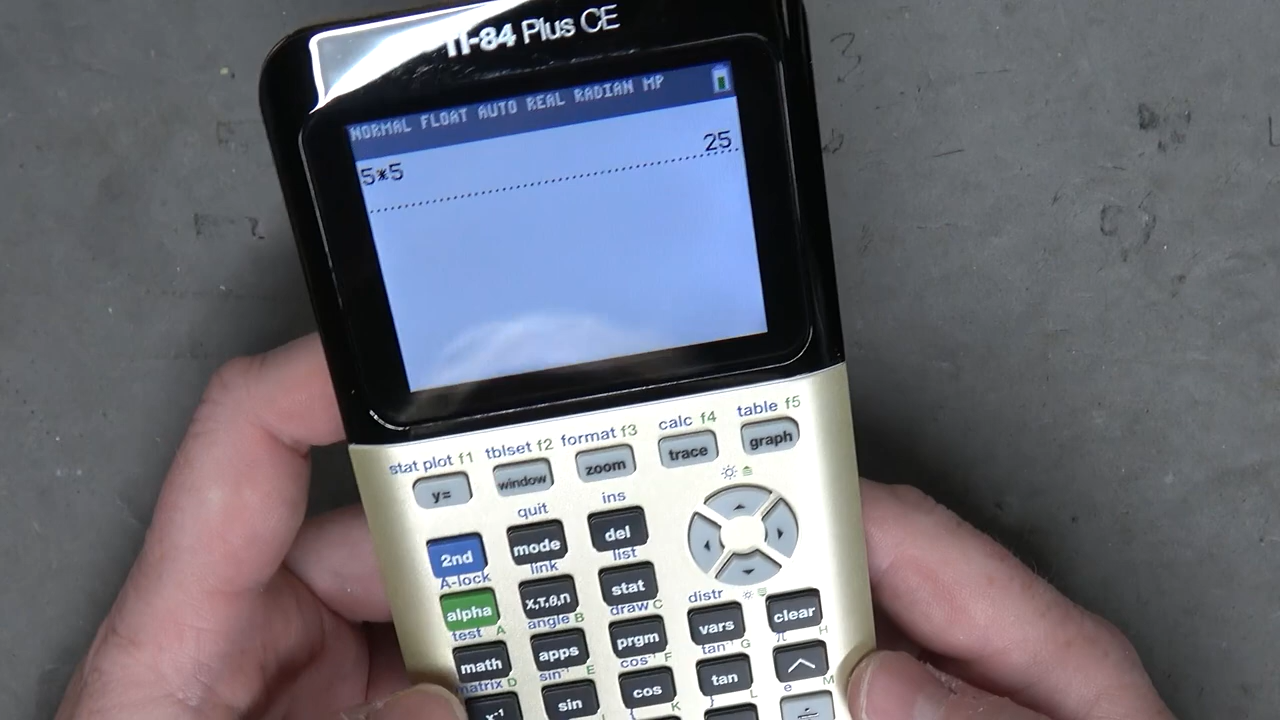 TI-84 Plus CE
NORMAL FLOAT AUTO REAL RADIAN MP
5*5
25
stat plot f1 tblset f2 format f3 calc f4 table f5
y= window zoom trace graph
quit ins
2nd mode del
A-lock link list
alpha X,T,θ,n stat
test A angle B draw C distr
math apps prgm vars clear
matrix D sin⁻¹ E cos⁻¹ F tan⁻¹ G π H
x⁻¹ sin cos tan ^
K L e M
÷